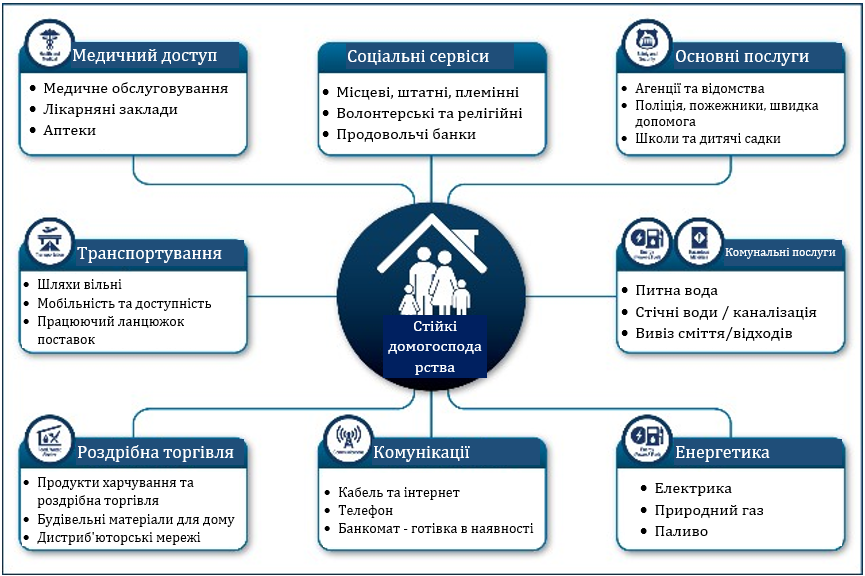 Медичний доступ
• Медичне обслуговування
• Лікарняні заклади
• Аптеки
Соціальні сервіси
• Місцеві, штатні, племінні
• Волонтерські та релігійні
• Продовольчі банки
Основні послуги
• Агенції та відомства
• Поліція, пожежники, швидка
допомога
• Школи та дитячі садки
Транспортування
• Шляхи вільні
• Мобільність та доступність
• Працюючий ланцюжок
поставок
Стійкі
домогоспода
рства
Комунальні послуги
• Питна вода
• Стічні води / каналізація
• Вивіз сміття/відходів
Роздрібна торгівля
• Продукти харчування та
роздрібна торгівля
• Будівельні матеріали для дому
• Дистриб'юторські мережі
Комунікації
• Кабель та інтернет
• Телефон
• Банкомат - готівка в наявності
Енергетика
• Електрика
• Природний газ
• Паливо